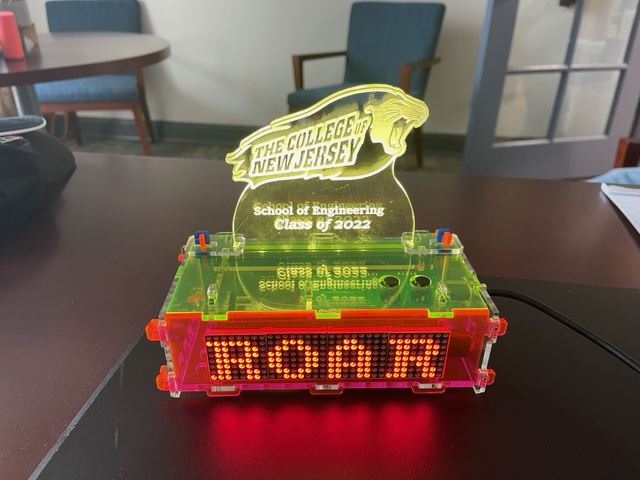 THE COLLEGE OF
NEW JERSEY
School of Engineering
Class of 2022
ROAR